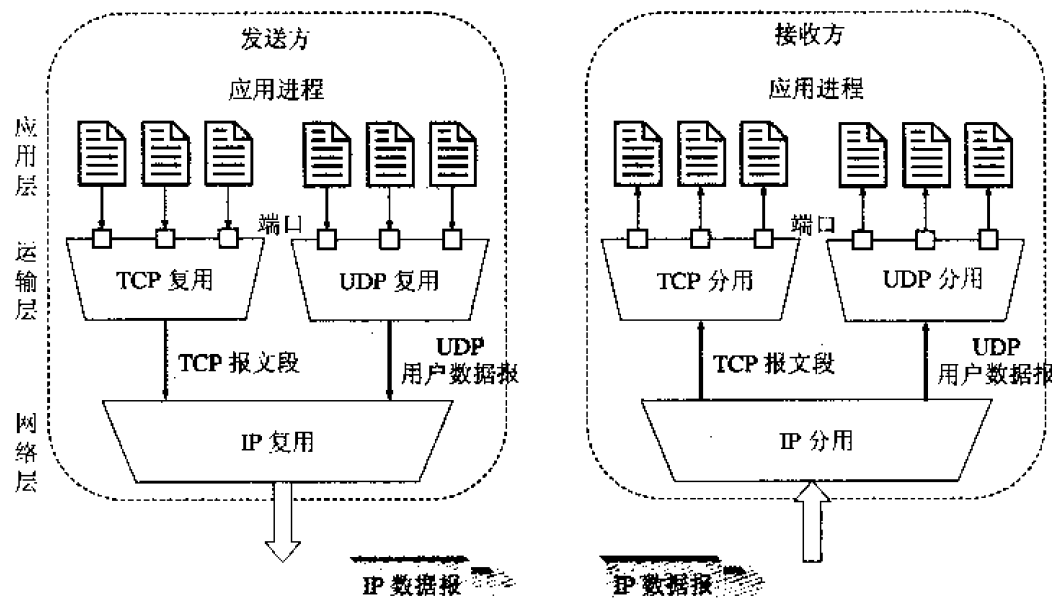 发送方
接收方
应用进程
应用进程
应用层
端口
端口
运输层
TCP 复用
UDP 复用
TCP 分用
UDP 分用
TCP 报文段
UDP
用户数据报
TCP 报文段
UDP
用户数据报
网络层
IP 复用
IP 分用
IP 数据报
IP 数据报